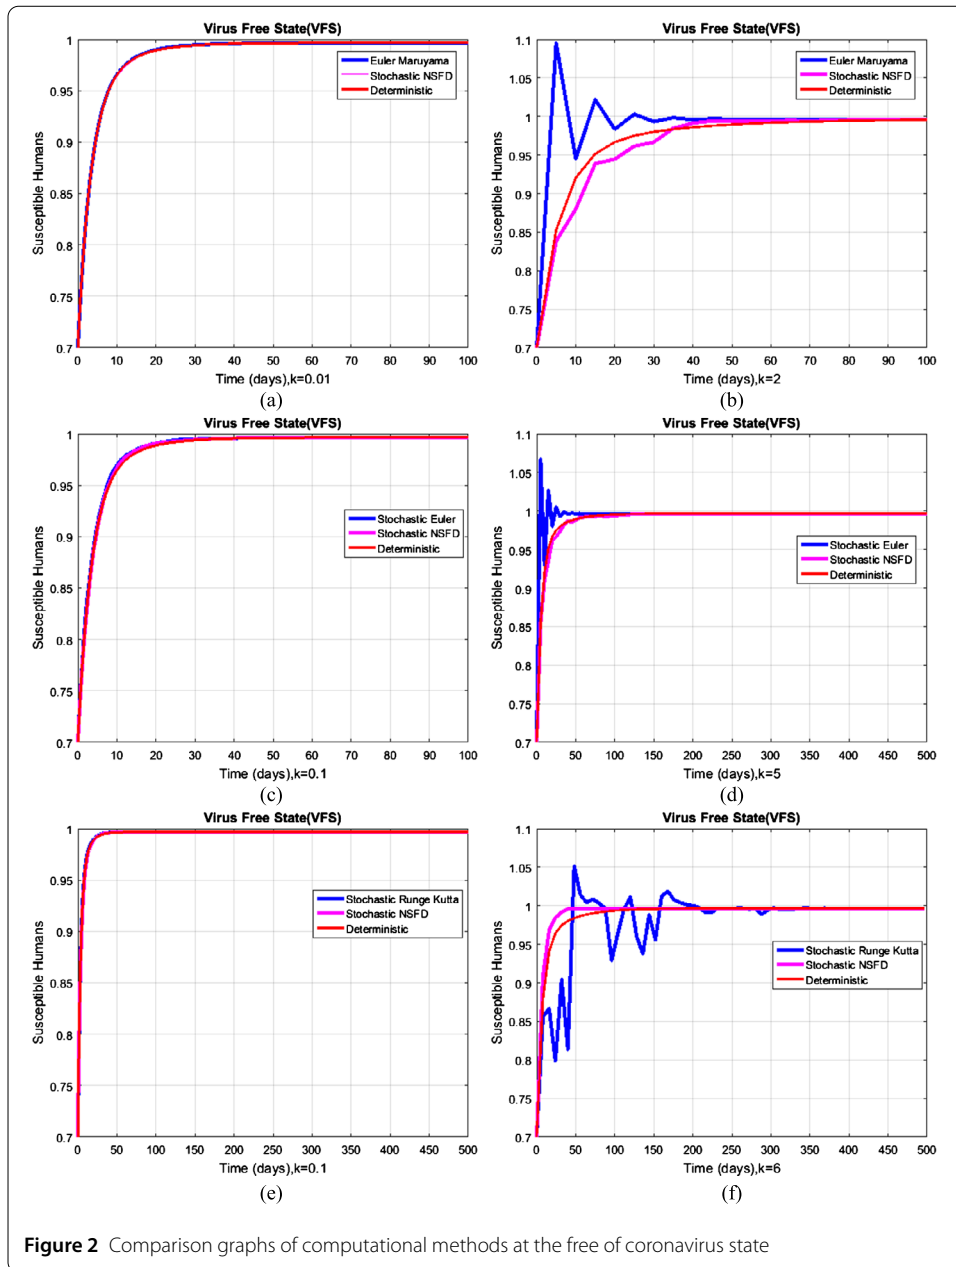 Virus Free State(VFS)
1
0.95
0.9
0.85
0.8
0.75
0.7
Susceptible Humans
Euler Maruyama
Stochastic NSFD
Deterministic
0 10 20 30 40 50 60 70 80 90 100
Time (days),k=0.01
(a)
Virus Free State(VFS)
1.1
1.05
1
0.95
0.9
0.85
0.8
0.75
0.7
Susceptible Humans
Euler Maruyama
Stochastic NSFD
Deterministic
0 10 20 30 40 50 60 70 80 90 100
Time (days),k=2
(b)
Virus Free State(VFS)
1
0.95
0.9
0.85
0.8
0.75
0.7
Susceptible Humans
Stochastic Euler
Stochastic NSFD
Deterministic
0 10 20 30 40 50 60 70 80 90 100
Time (days),k=0.1
(c)
Virus Free State(VFS)
1.1
1.05
1
0.95
0.9
0.85
0.8
0.75
0.7
Susceptible Humans
Stochastic Euler
Stochastic NSFD
Deterministic
0 50 100 150 200 250 300 350 400 450 500
Time (days),k=5
(d)
Virus Free State(VFS)
1
0.95
0.9
0.85
0.8
0.75
0.7
Susceptible Humans
Stochastic Runge Kutta
Stochastic NSFD
Deterministic
0 50 100 150 200 250 300 350 400 450 500
Time (days),k=0.1
(e)
Virus Free State(VFS)
1.1
1.05
1
0.95
0.9
0.85
0.8
0.75
0.7
Susceptible Humans
Stochastic Runge Kutta
Stochastic NSFD
Deterministic
0 50 100 150 200 250 300 350 400 450 500
Time (days),k=6
(f)
Figure 2 Comparison graphs of computational methods at the free of coronavirus state